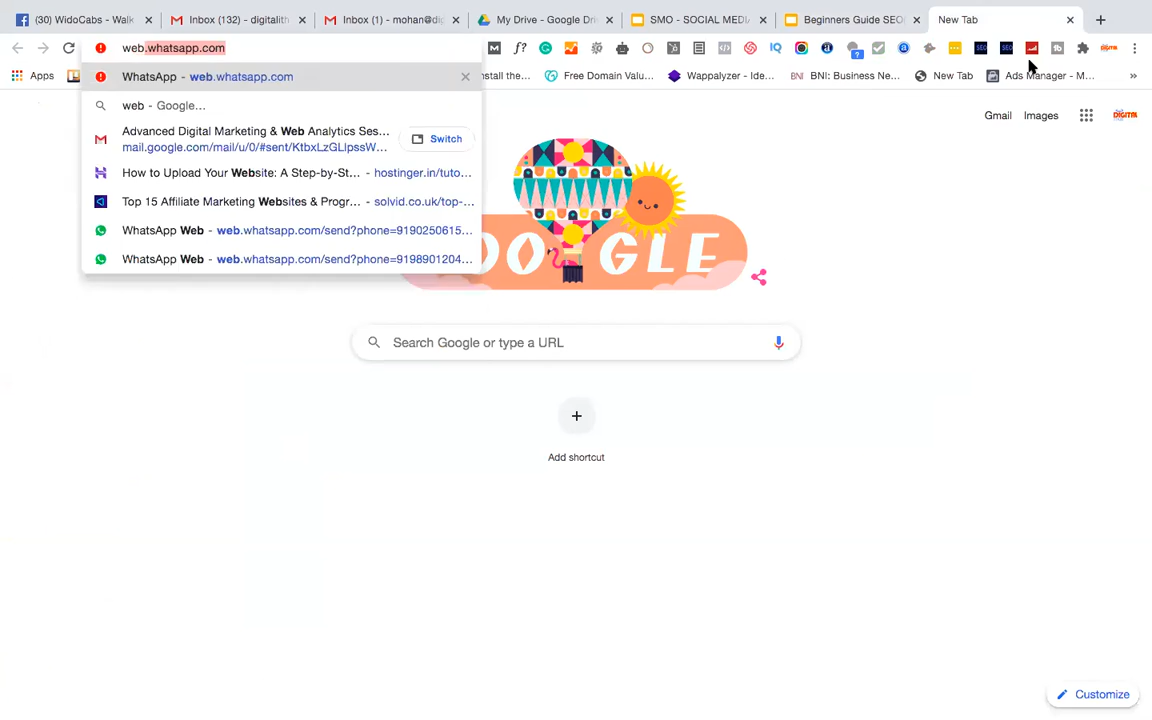 (30) WidoCabs - Walk
Inbox (132) - digitalith
Inbox (1) - mohan@di
My Drive - Google Dri
SMO - SOCIAL MEDIA
Beginners Guide SEO
New Tab
web.whatsapp.com
Apps
nstall the...
Free Domain Valu...
Wappalyzer - Ide...
BNI: Business Ne...
New Tab
Ads Manager - M...
WhatsApp - web.whatsapp.com
web - Google...
Advanced Digital Marketing & Web Analytics Ses...
mail.google.com/mail/u/0/#sent/KtbxLzGLlpssW...
Switch
How to Upload Your Website: A Step-by-St... - hostinger.in/tuto...
Top 15 Affiliate Marketing Websites & Progr... - solvid.co.uk/top-...
WhatsApp Web - web.whatsapp.com/send?phone=9190250615...
WhatsApp Web - web.whatsapp.com/send?phone=9198901204...
Gmail
Images
Search Google or type a URL
Add shortcut
Customize